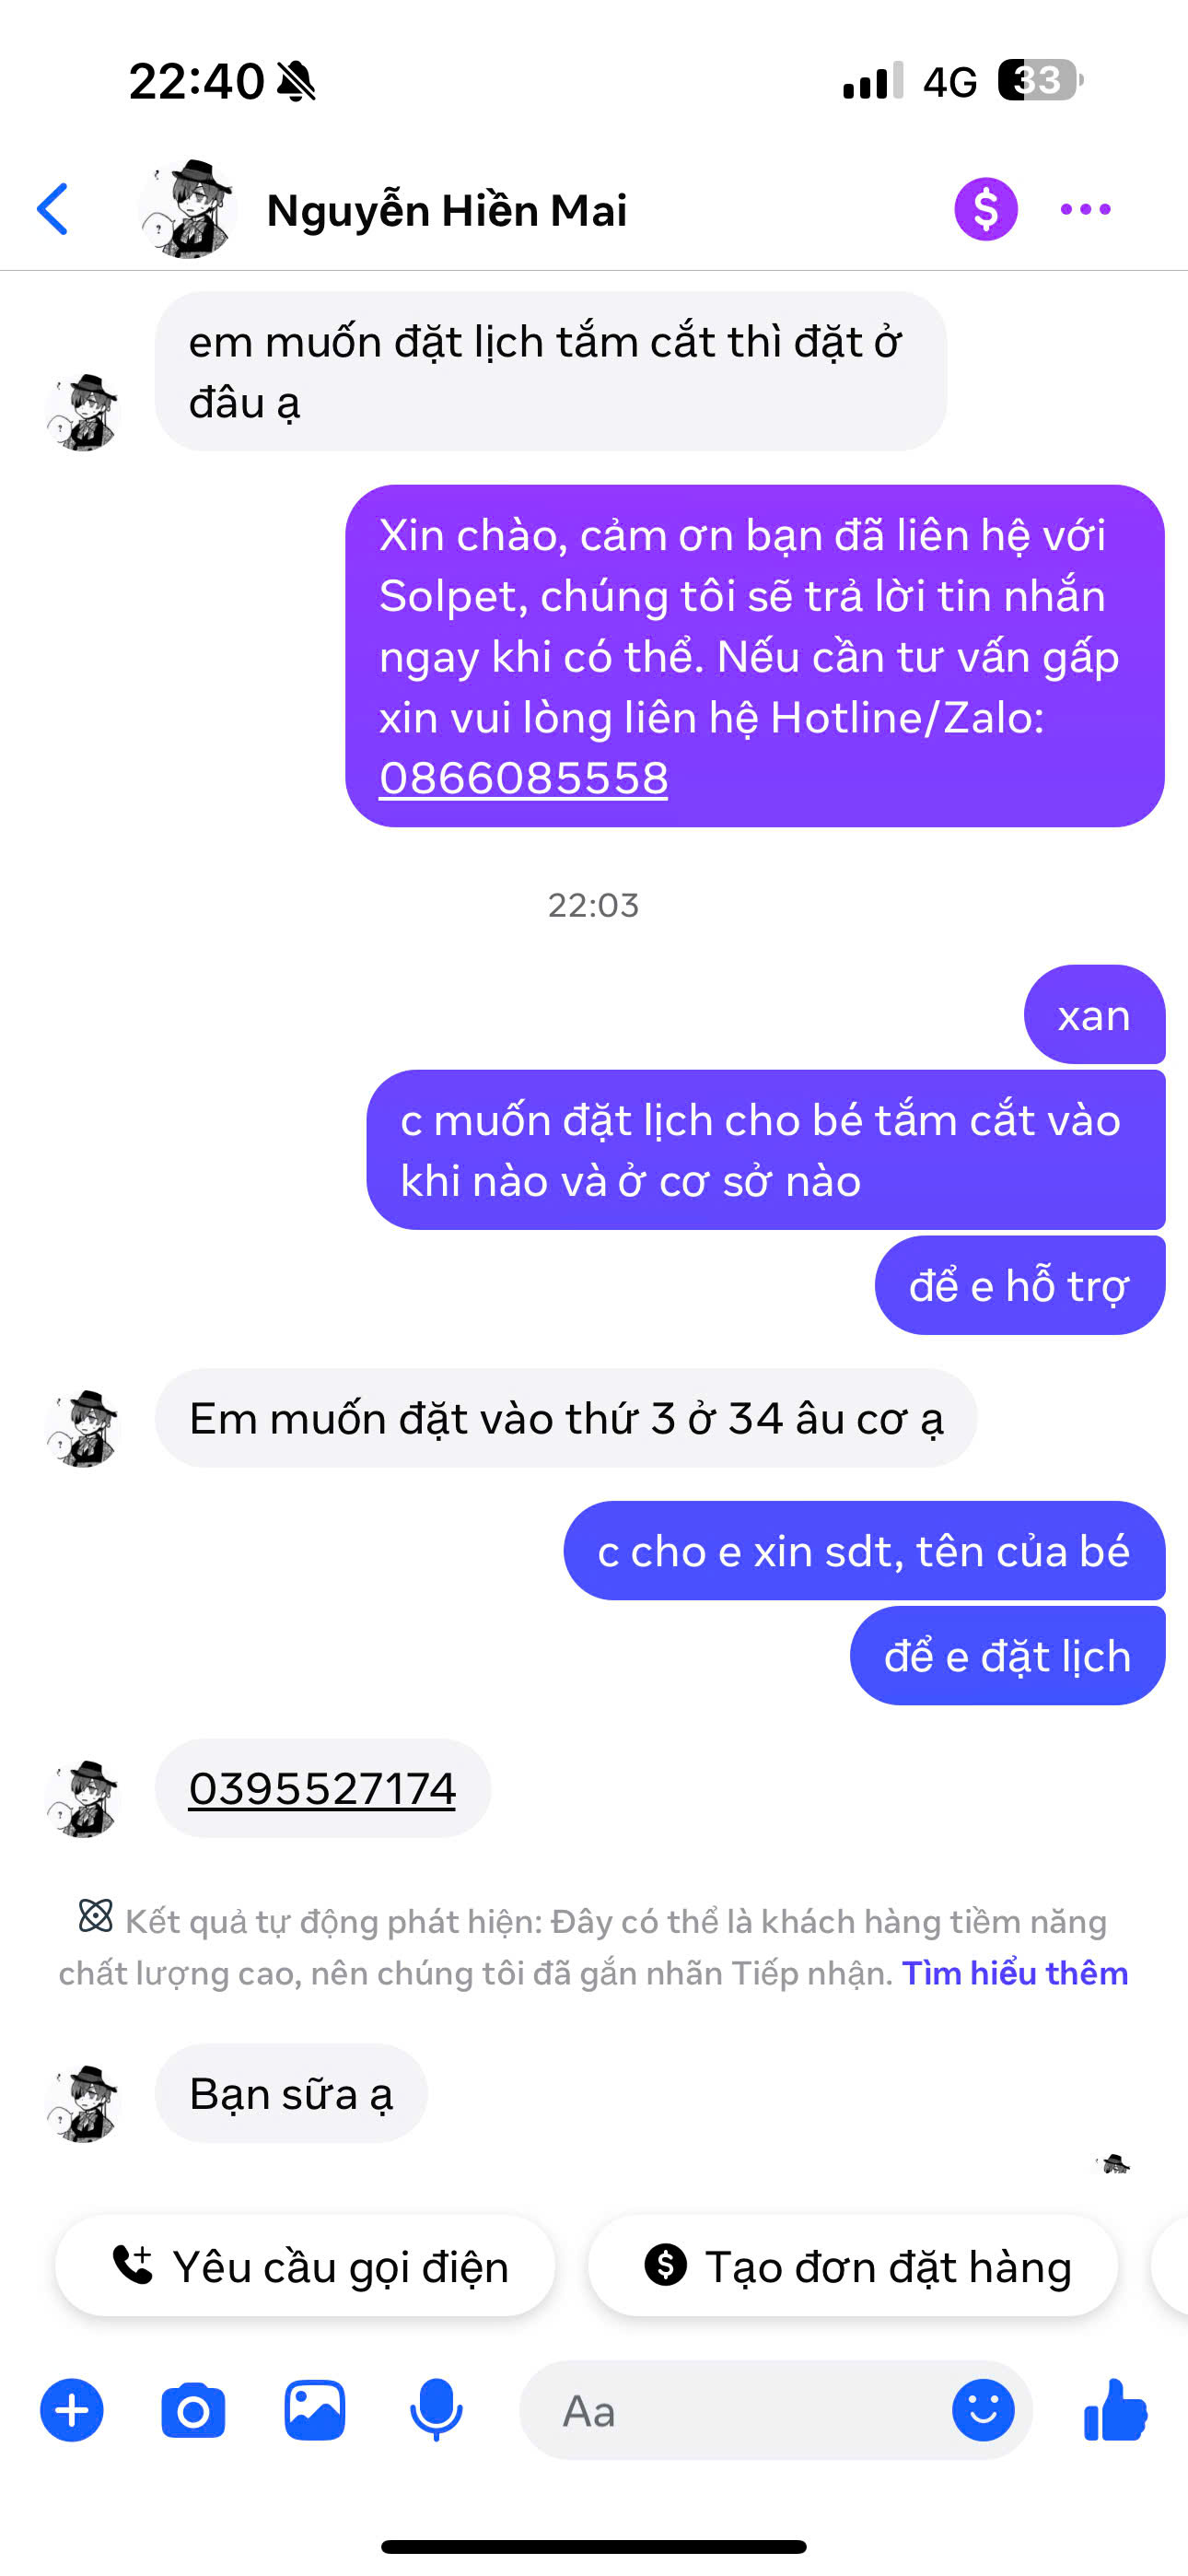 22:40
4G
33
Nguyễn Hiền Mai
em muốn đặt lịch tắm cắt thì đặt ở
đâu ạ
Xin chào, cảm ơn bạn đã liên hệ với
Solpet, chúng tôi sẽ trả lời tin nhắn
ngay khi có thể. Nếu cần tư vấn gấp
xin vui lòng liên hệ Hotline/Zalo:
0866085558
22:03
xan
c muốn đặt lịch cho bé tắm cắt vào
khi nào và ở cơ sở nào
để e hỗ trợ
Em muốn đặt vào thứ 3 ở 34 âu cơ ạ
c cho e xin sdt, tên của bé
để e đặt lịch
0395527174
Kết quả tự động phát hiện: Đây có thể là khách hàng tiềm năng
chất lượng cao, nên chúng tôi đã gắn nhãn Tiếp nhận. Tìm hiểu thêm
Bạn sữa ạ
Yêu cầu gọi điện
Tạo đơn đặt hàng
Aa